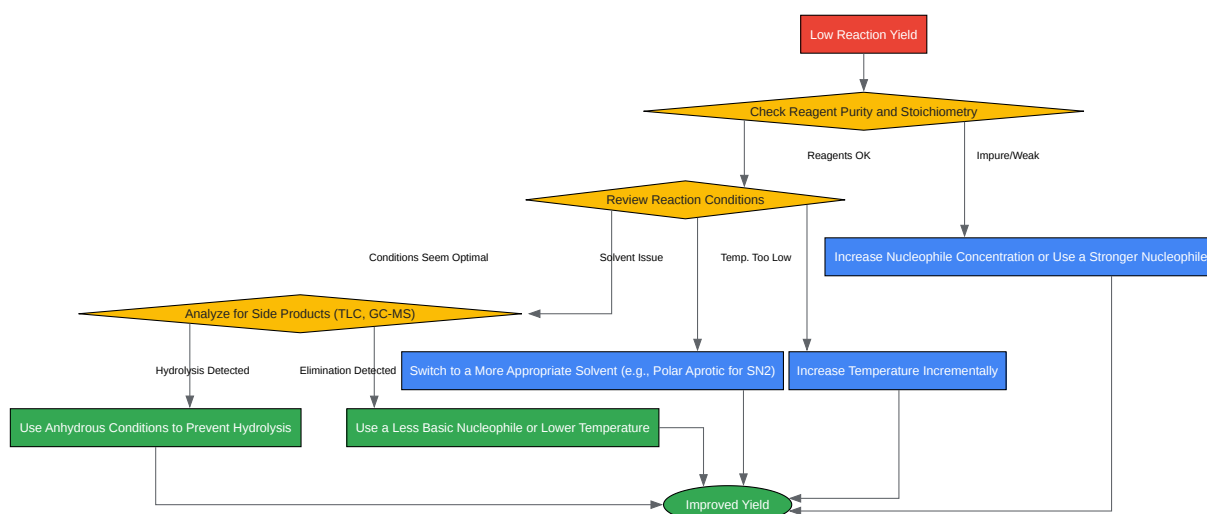 Low Reaction Yield
Check Reagent Purity and Stoichiometry
Reagents OK
Impure/Weak
Review Reaction Conditions
Conditions Seem Optimal
Solvent Issue
Temp. Too Low
Increase Nucleophile Concentration or Use a Stronger Nucleophile
Analyze for Side Products (TLC, GC-MS)
Hydrolysis Detected
Elimination Detected
Switch to a More Appropriate Solvent (e.g., Polar Aprotic for SN2)
Increase Temperature Incrementally
Use Anhydrous Conditions to Prevent Hydrolysis
Use a Less Basic Nucleophile or Lower Temperature
Improved Yield